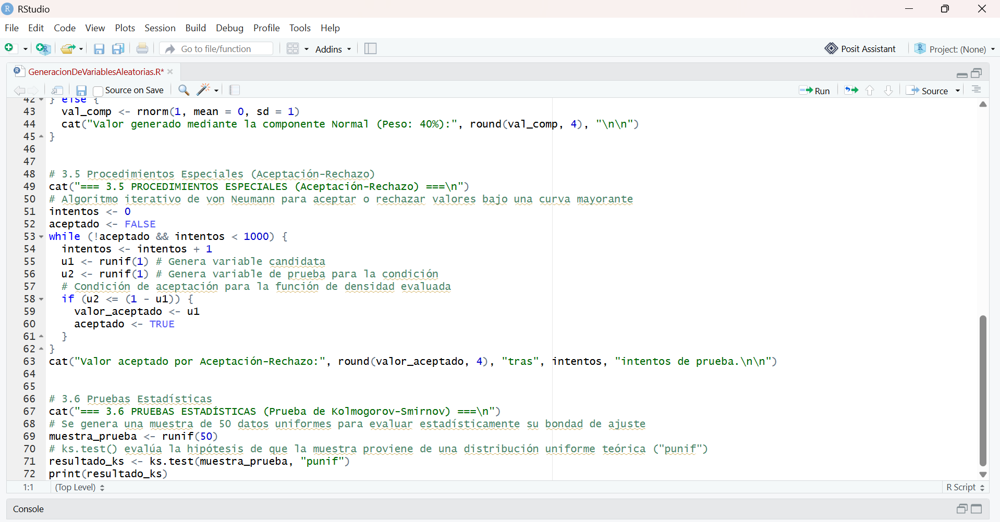 RStudio
File Edit Code View Plots Session Build Debug Profile Tools Help
Go to file/function Addins Posit Assistant Project: (None)
GeneracionDeVariablesAleatorias.R*
Source on Save Run Source
42 } else {
43 val_comp <- rnorm(1, mean = 0, sd = 1)
44 cat("Valor generado mediante la componente Normal (Peso: 40%):", round(val_comp, 4), "\n\n")
45 }
46
47
48 # 3.5 Procedimientos Especiales (Aceptación-Rechazo)
49 cat("=== 3.5 PROCEDIMIENTOS ESPECIALES (Aceptación-Rechazo) ===\n")
50 # Algoritmo iterativo de von Neumann para aceptar o rechazar valores bajo una curva mayorante
51 intentos <- 0
52 aceptado <- FALSE
53 while (!aceptado && intentos < 1000) {
54 intentos <- intentos + 1
55 u1 <- runif(1) # Genera variable candidata
56 u2 <- runif(1) # Genera variable de prueba para la condición
57 # Condición de aceptación para la función de densidad evaluada
58 if (u2 <= (1 - u1)) {
59 valor_aceptado <- u1
60 aceptado <- TRUE
61 }
62 }
63 cat("Valor aceptado por Aceptación-Rechazo:", round(valor_aceptado, 4), "tras", intentos, "intentos de prueba.\n\n")
64
65
66 # 3.6 Pruebas Estadísticas
67 cat("=== 3.6 PRUEBAS ESTADÍSTICAS (Prueba de Kolmogorov-Smirnov) ===\n")
68 # Se genera una muestra de 50 datos uniformes para evaluar estadísticamente su bondad de ajuste
69 muestra_prueba <- runif(50)
70 # ks.test() evalúa la hipótesis de que la muestra proviene de una distribución uniforme teórica ("punif")
71 resultado_ks <- ks.test(muestra_prueba, "punif")
72 print(resultado_ks)
1:1 (Top Level) R Script
Console